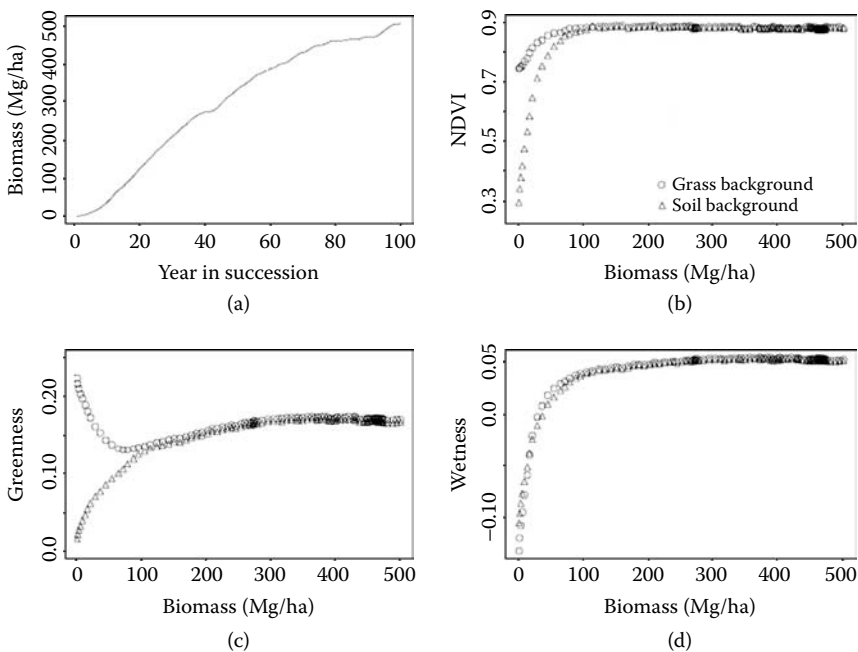 500
400
300
200
100
0
Biomass (Mg/ha)
0 20 40 60 80 100
Year in succession
(a)
0.9
0.7
0.5
0.3
NDVI
Grass background
Soil background
0 100 200 300 400 500
Biomass (Mg/ha)
(b)
0.20
0.10
0.0
Greenness
0 100 200 300 400 500
Biomass (Mg/ha)
(c)
0.05
0.0
−0.10
Wetness
0 100 200 300 400 500
Biomass (Mg/ha)
(d)